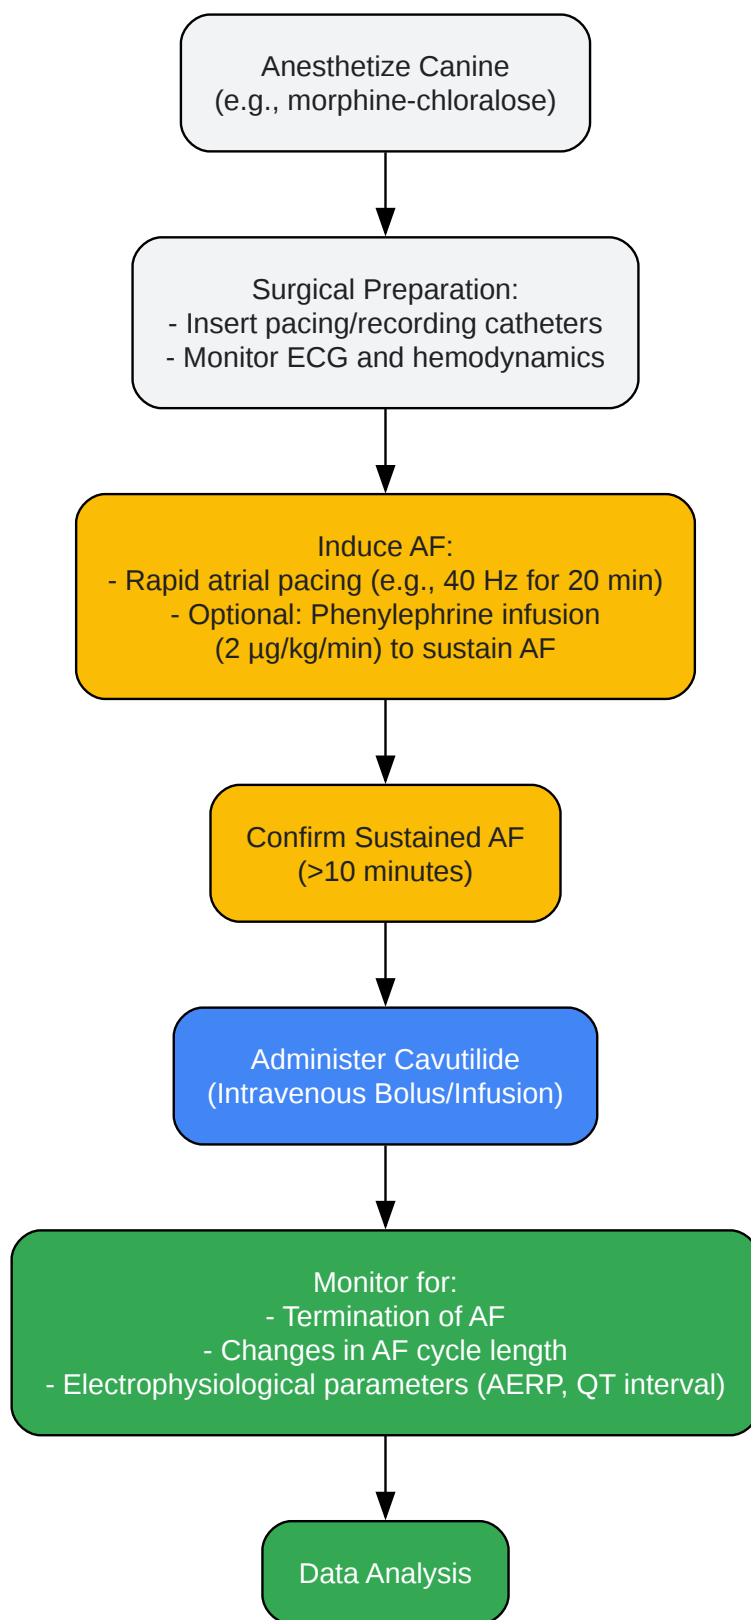 Anesthetize Canine
(e.g., morphine-chloralose)
Surgical Preparation:
- Insert pacing/recording catheters
- Monitor ECG and hemodynamics
Induce AF:
- Rapid atrial pacing (e.g., 40 Hz for 20 min)
- Optional: Phenylephrine infusion
(2 µg/kg/min) to sustain AF
Confirm Sustained AF
(>10 minutes)
Administer Cavutilide
(Intravenous Bolus/Infusion)
Monitor for:
- Termination of AF
- Changes in AF cycle length
- Electrophysiological parameters (AERP, QT interval)
Data Analysis